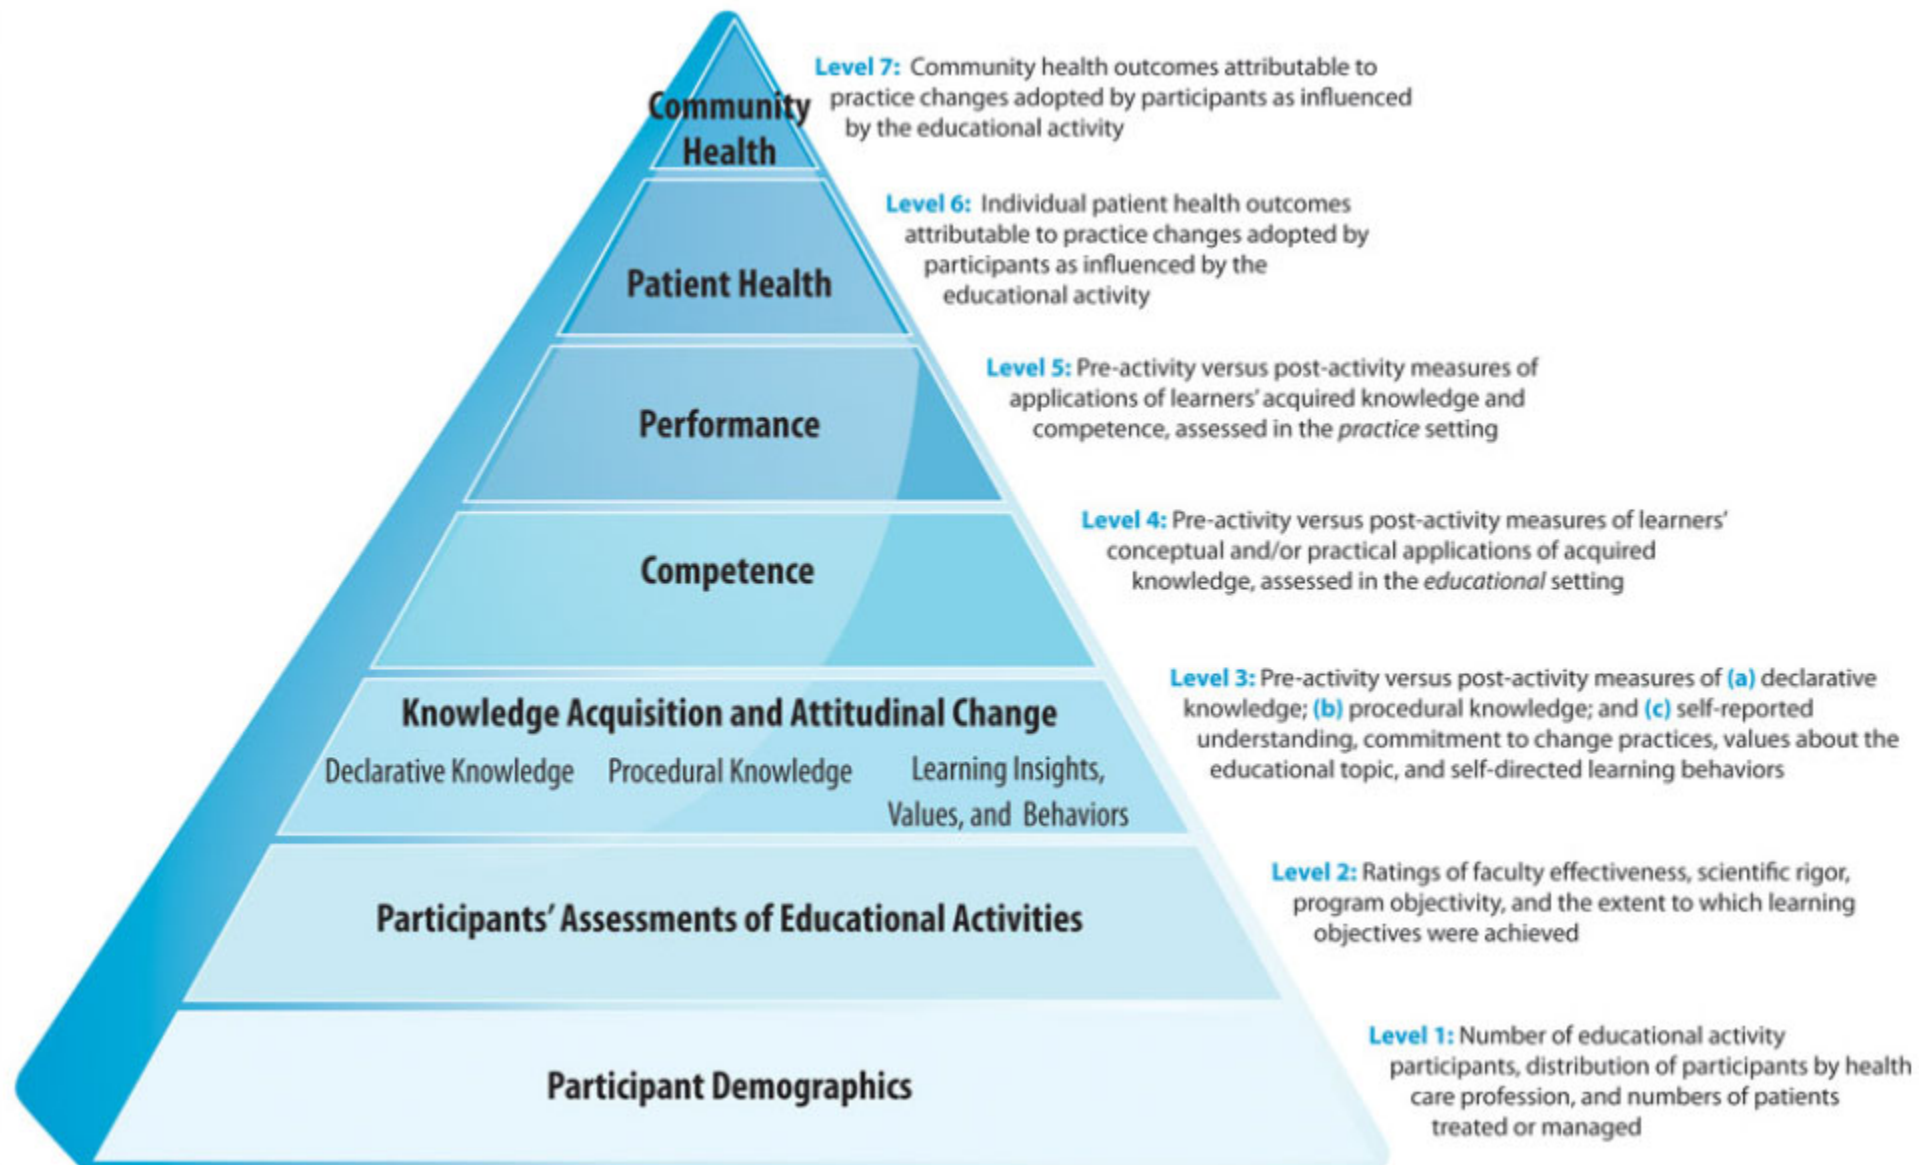 Community
Health
Level 7: Community health outcomes attributable to
practice changes adopted by participants as influenced
by the educational activity
Patient Health
Level 6: Individual patient health outcomes
attributable to practice changes adopted by
participants as influenced by the
educational activity
Performance
Level 5: Pre-activity versus post-activity measures of
applications of learners' acquired knowledge and
competence, assessed in the practice setting
Competence
Level 4: Pre-activity versus post-activity measures of learners'
conceptual and/or practical applications of acquired
knowledge, assessed in the educational setting
Knowledge Acquisition and Attitudinal Change
Declarative Knowledge
Procedural Knowledge
Learning Insights,
Values, and Behaviors
Level 3: Pre-activity versus post-activity measures of (a) declarative
knowledge; (b) procedural knowledge; and (c) self-reported
understanding, commitment to change practices, values about the
educational topic, and self-directed learning behaviors
Participants' Assessments of Educational Activities
Level 2: Ratings of faculty effectiveness, scientific rigor,
program objectivity, and the extent to which learning
objectives were achieved
Participant Demographics
Level 1: Number of educational activity
participants, distribution of participants by health
care profession, and numbers of patients
treated or managed